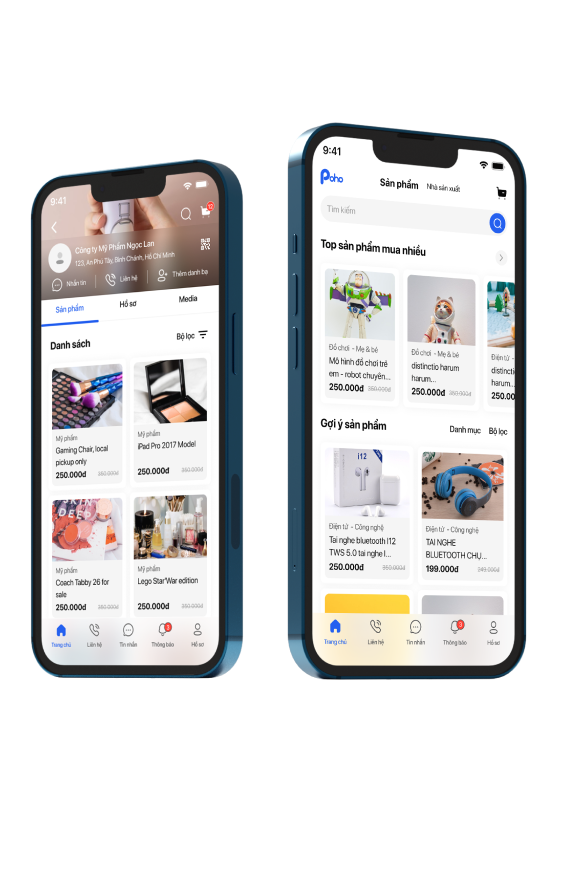 9:41
12
Công ty Mỹ Phẩm Ngọc Lan
123, An Phú Tây, Bình Chánh, Hồ Chí Minh
Nhắn tin
Liên hệ
Thêm danh bạ
Sản phẩm
Hồ sơ
Media
Danh sách
Bộ lọc
Mỹ phẩm
Gaming Chair, local
pickup only
250.000đ 350.000đ
Mỹ phẩm
iPad Pro 2017 Model
250.000đ 350.000đ
SKIN
DEEP
Mỹ phẩm
Coach Tabby 26 for
sale
250.000đ 350.000đ
Mỹ phẩm
Lego Star'War edition
250.000đ 350.000đ
Trang chủ
Liên hệ
Tin nhắn
3
Thông báo
Hồ sơ
9:41
Poho
Sản phẩm
Nhà sản xuất
Tìm kiếm
Top sản phẩm mua nhiều
Đồ chơi - Mẹ & bé
Mô hình đồ chơi trẻ
em - robot chuyên...
250.000đ 350.000đ
Đồ chơi - Mẹ & bé
distinctio harum
harum...
250.000đ 350.000đ
Điện tử -
distincti
harum..
250.00
Gợi ý sản phẩm
Danh mục
Bộ lọc
i12
Điện tử - Công nghệ
Tai nghe bluetooth I12
TWS 5.0 tai nghe l...
250.000đ 350.000đ
Điện tử - Công nghệ
TAI NGHE
BLUETOOTH CHỤ...
199.000đ 249.000đ
Trang chủ
Liên hệ
Tin nhắn
3
Thông báo
Hồ sơ